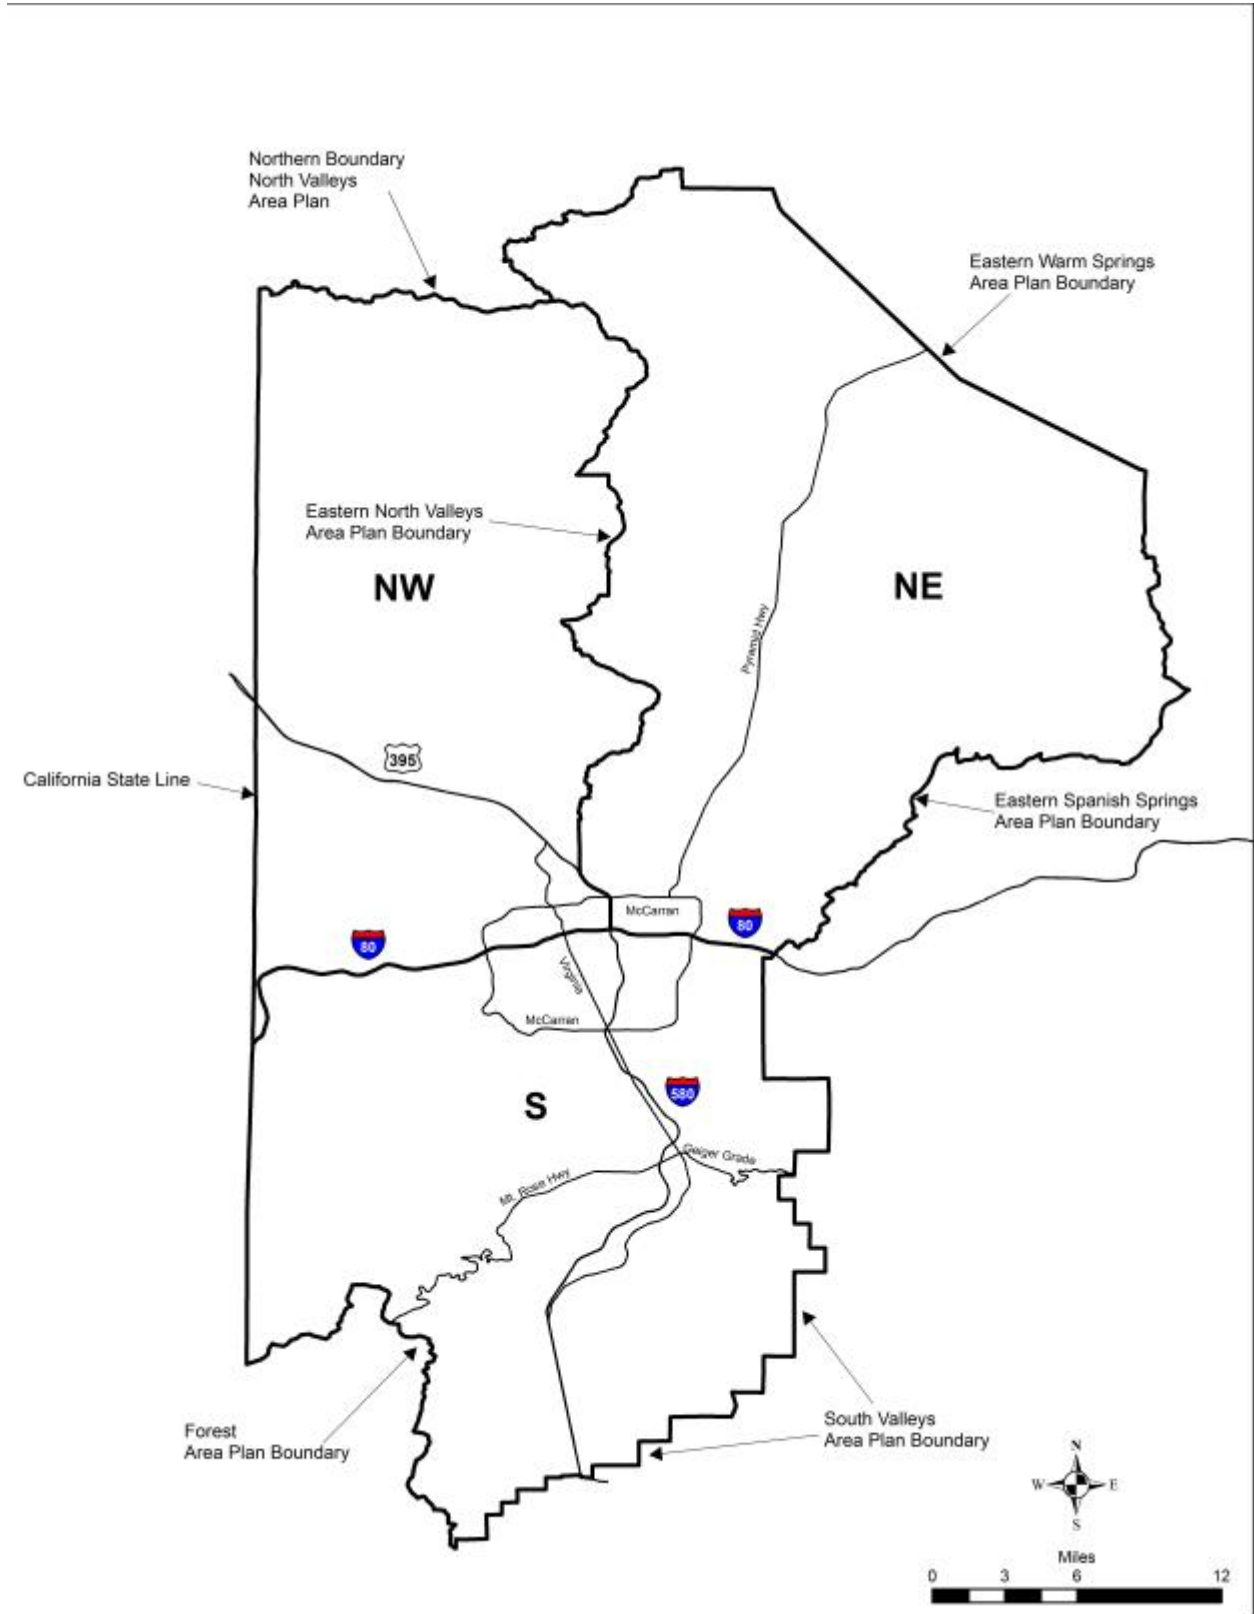 Northern Boundary
North Valleys
Area Plan
Eastern Warm Springs
Area Plan Boundary
Eastern North Valleys
Area Plan Boundary
NW
NE
Pyramid Hwy
395
California State Line
Eastern Spanish Springs
Area Plan Boundary
McCarran
80
80
Virginia
McCarran
580
S
Geiger Grade
Mt. Rose Hwy
Forest
Area Plan Boundary
South Valleys
Area Plan Boundary
N
W
E
S
Miles
0 3 6 12